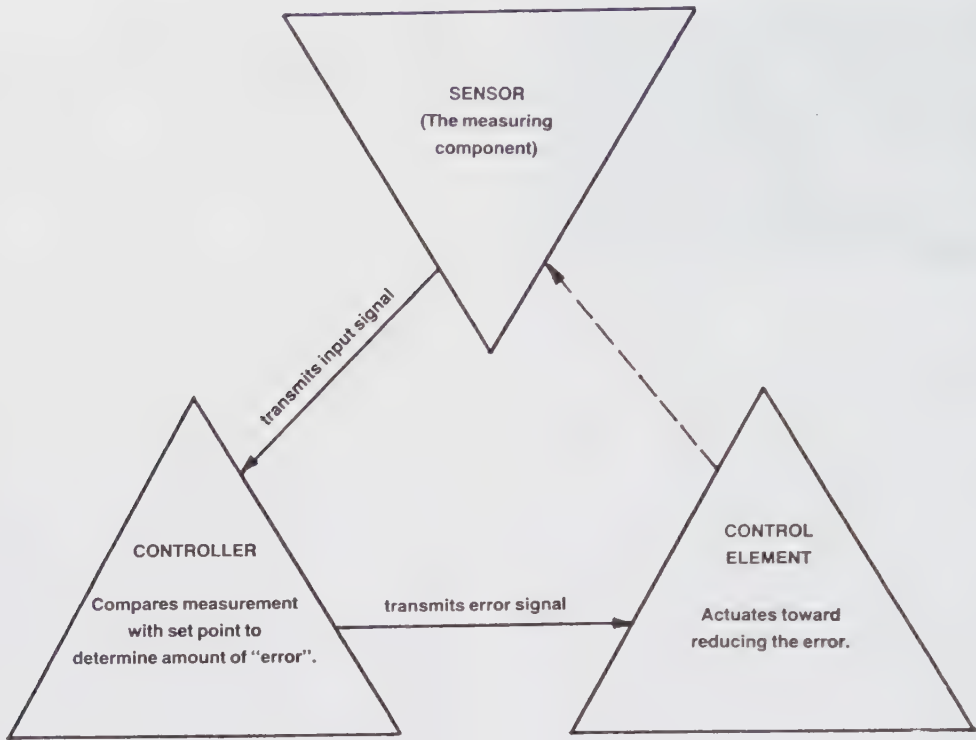 SENSOR
(The measuring
component)
transmits input signal
CONTROLLER
Compares measurement
with set point to
determine amount of "error".
transmits error signal
CONTROL
ELEMENT
Actuates toward
reducing the error.